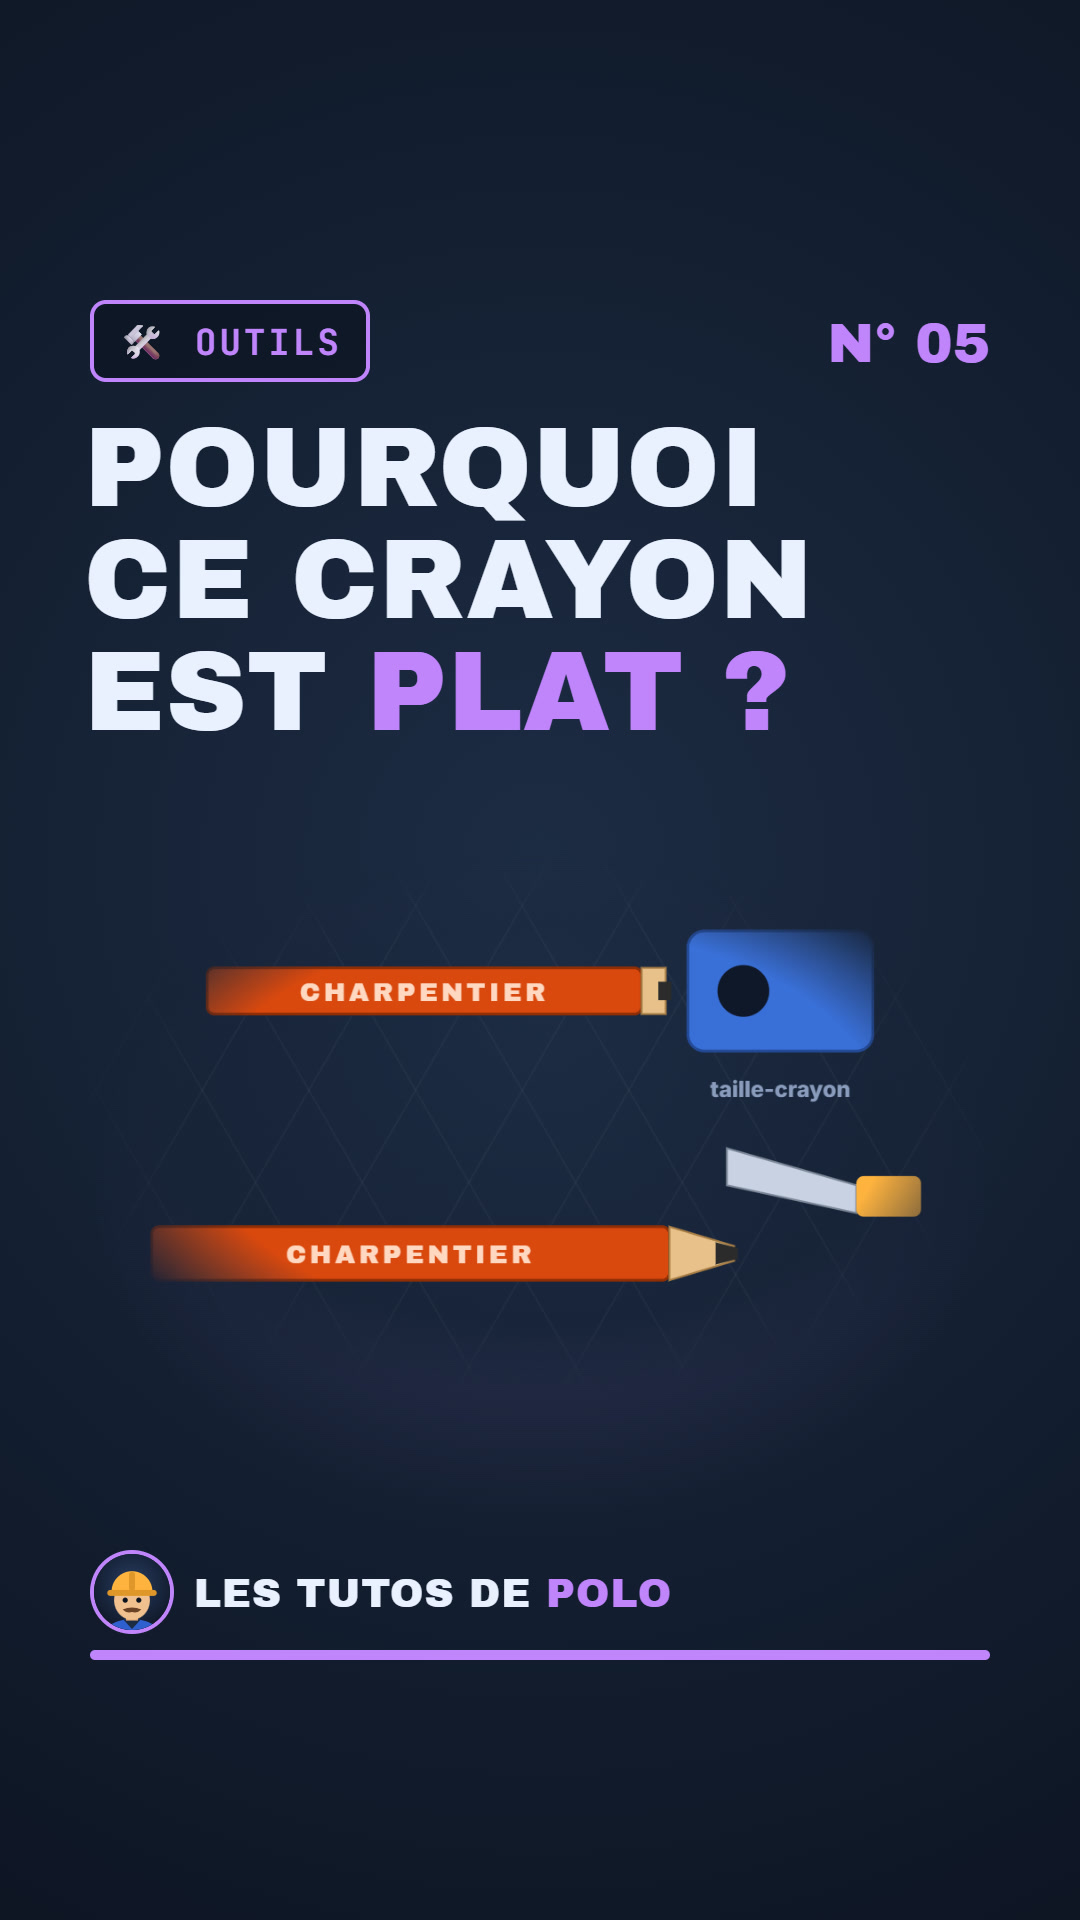 OUTILS
N° 05
POURQUOI
CE CRAYON
EST PLAT ?
CHARPENTIER
taille-crayon
CHARPENTIER
LES TUTOS DE POLO